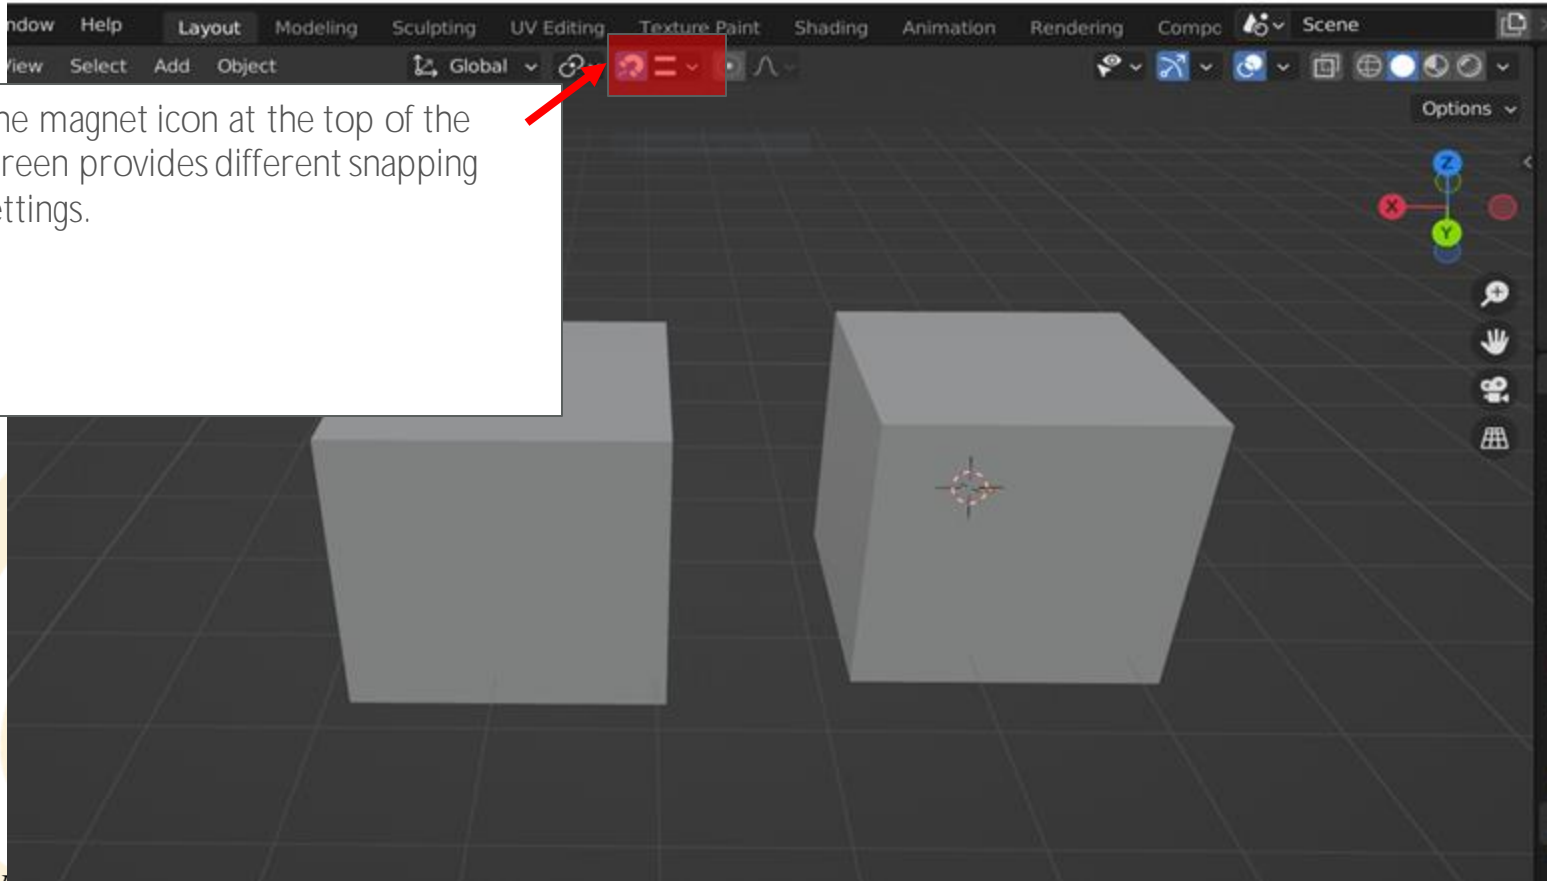 ndow Help Layout Modeling Sculpting UV Editing Texture Paint Shading Animation Rendering Compo Scene
View Select Add Object Global
Options
he magnet icon at the top of the
reen provides different snapping
ettings.
Z
X
Y